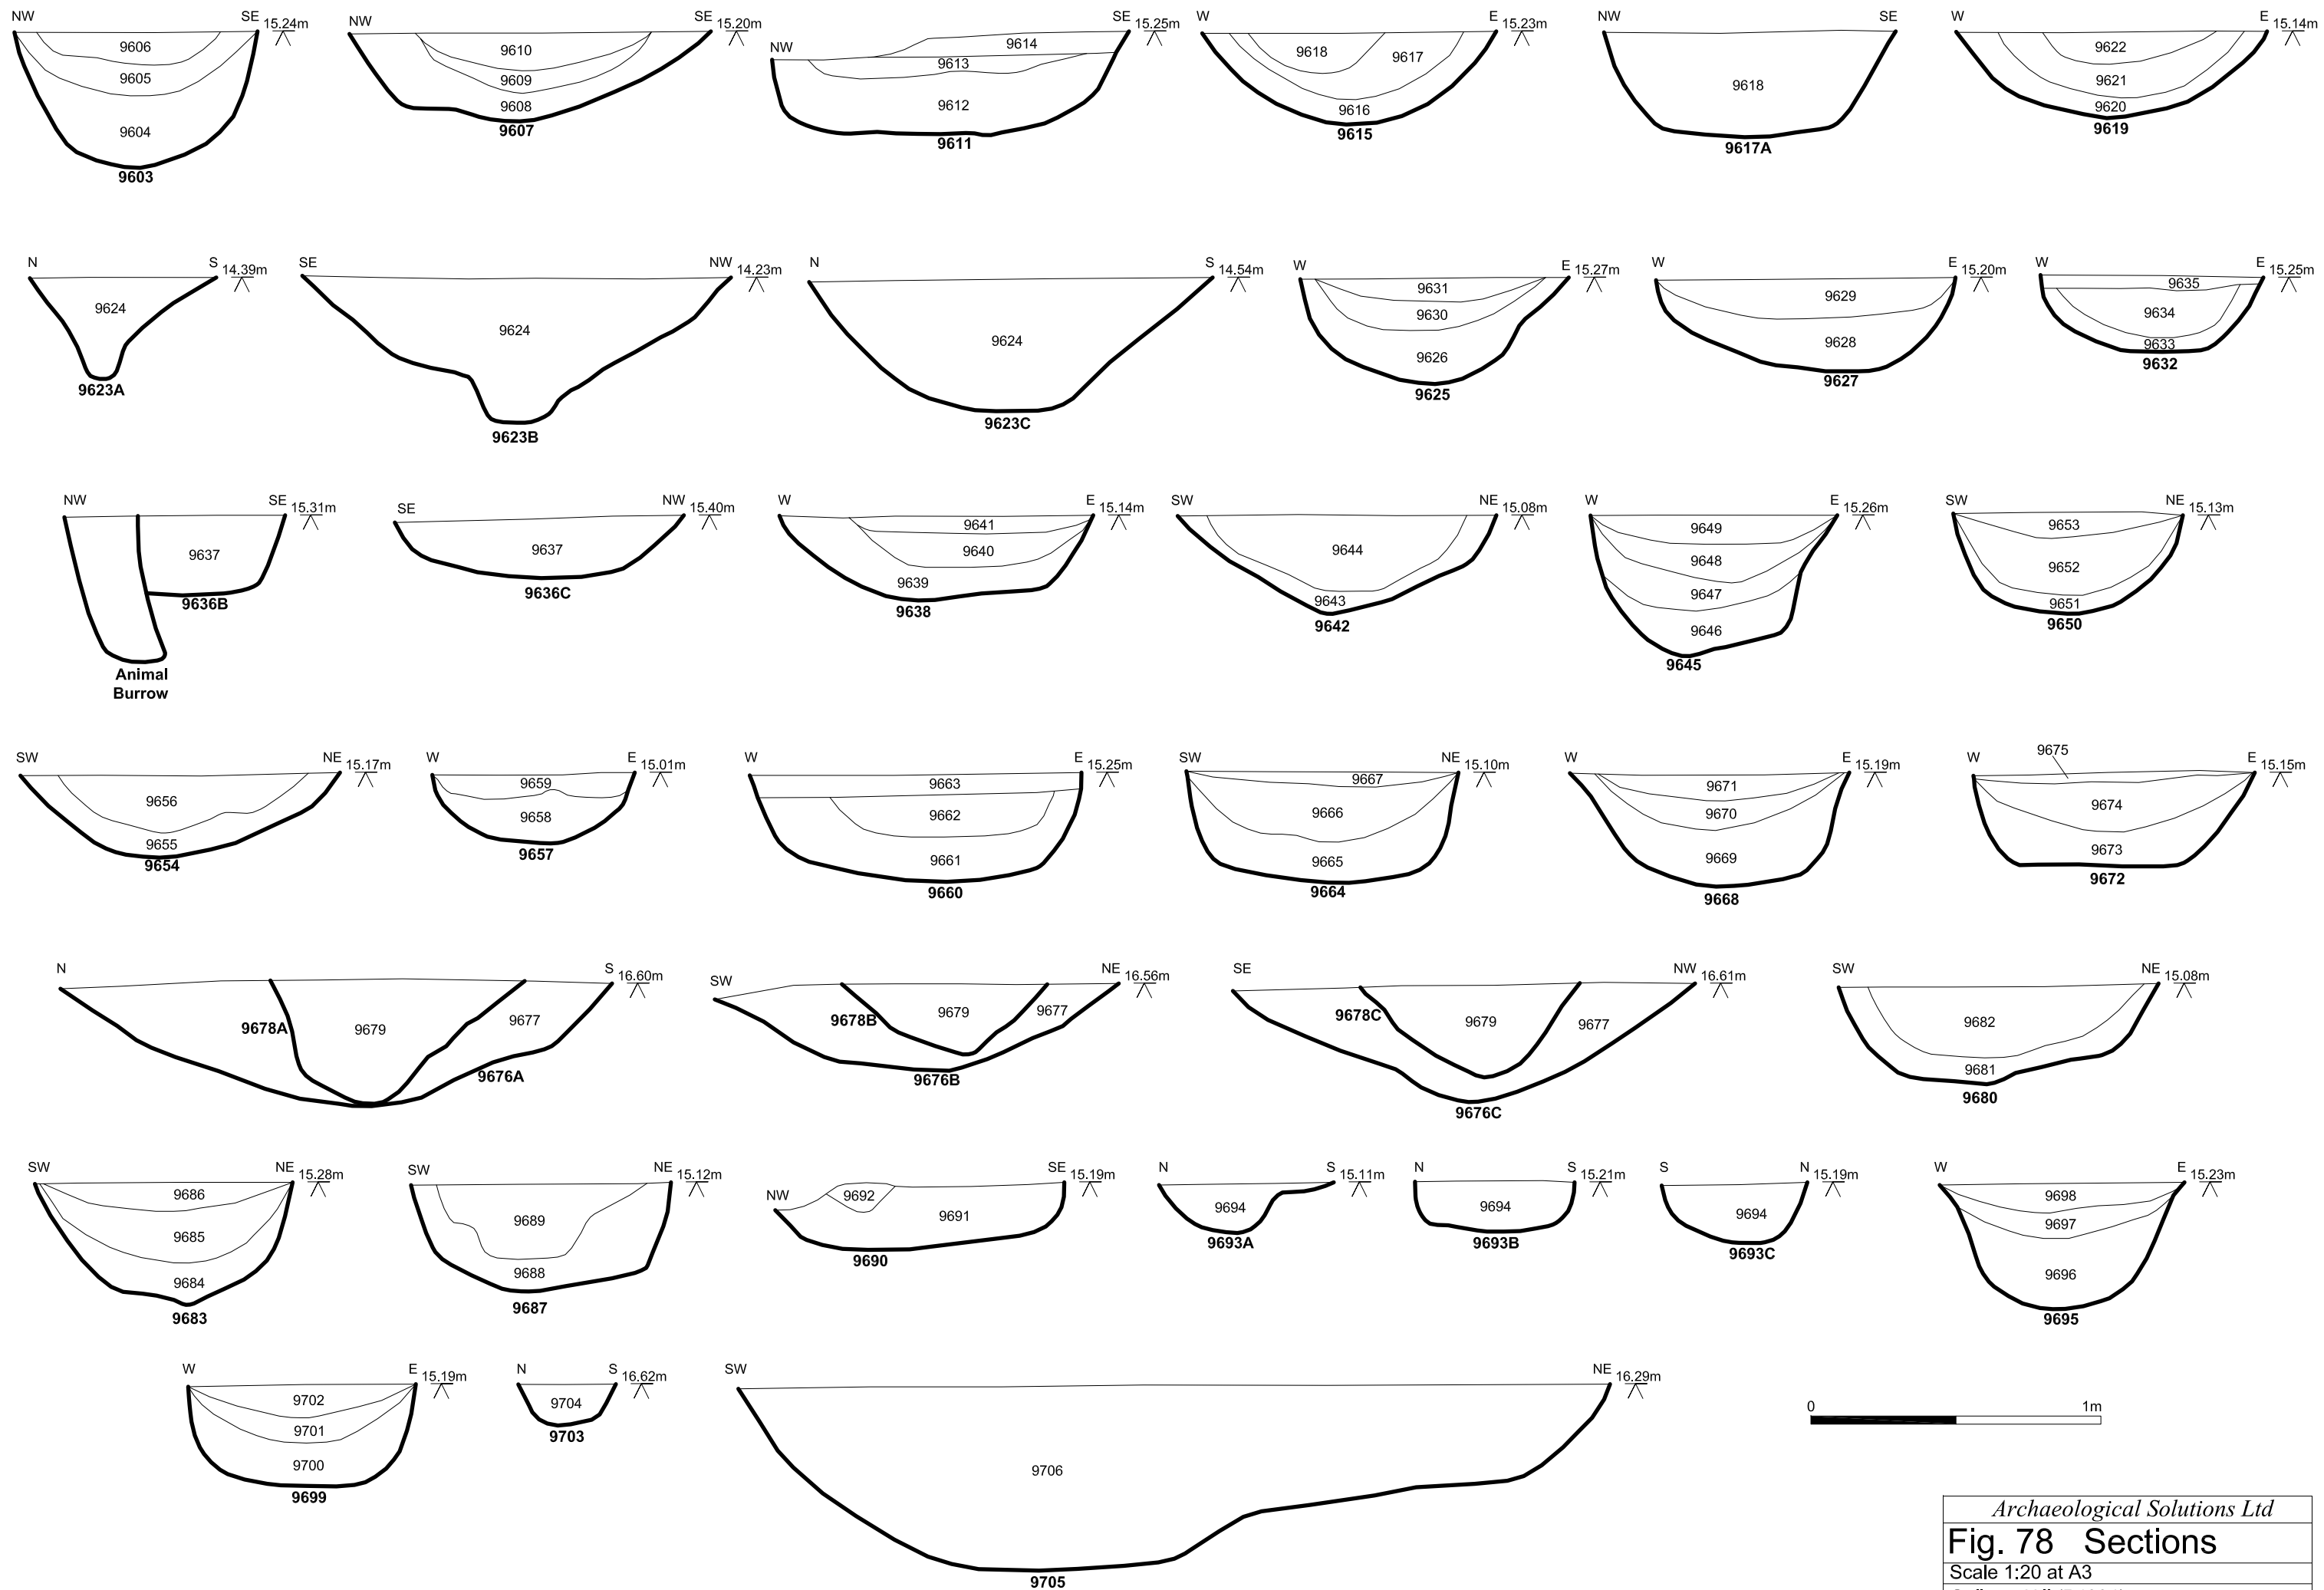 NW SE 15.24m
9606
9605
9604
9603
NW SE 15.20m
9610
9609
9608
9607
NW SE 15.25m
9614
9613
9612
9611
W E 15.23m
9618 9617
9616
9615
NW SE
9618
9617A
W E 15.14m
9622
9621
9620
9619
N S 14.39m
9624
9623A
SE NW 14.23m
9624
9623B
N S 14.54m
9624
9623C
W E 15.27m
9631
9630
9626
9625
W E 15.20m
9629
9628
9627
W E 15.25m
9635
9634
9633
9632
NW SE 15.31m
9637
9636B
Animal
Burrow
SE NW 15.40m
9637
9636C
W E 15.14m
9641
9640
9639
9638
SW NE 15.08m
9644
9643
9642
W E 15.26m
9649
9648
9647
9646
9645
SW NE 15.13m
9653
9652
9651
9650
SW NE 15.17m
9656
9655
9654
W E 15.01m
9659
9658
9657
W E 15.25m
9663
9662
9661
9660
SW NE 15.10m
9667
9666
9665
9664
W E 15.19m
9671
9670
9669
9668
W 9675 E 15.15m
9674
9673
9672
N S 16.60m
9678A 9679 9677
9676A
SW NE 16.56m
9678B 9679 9677
9676B
SE NW 16.61m
9678C 9679 9677
9676C
SW NE 15.08m
9682
9681
9680
SW NE 15.28m
9686
9685
9684
9683
SW NE 15.12m
9689
9688
9687
NW SE 15.19m
9692
9691
9690
N S 15.11m
9694
9693A
N S 15.21m
9694
9693B
S N 15.19m
9694
9693C
W E 15.23m
9698
9697
9696
9695
W E 15.19m
9702
9701
9700
9699
N S 16.62m
9704
9703
SW NE 16.29m
9706
9705
0 1m
Archaeological Solutions Ltd
Fig. 78 Sections
Scale 1:20 at A3